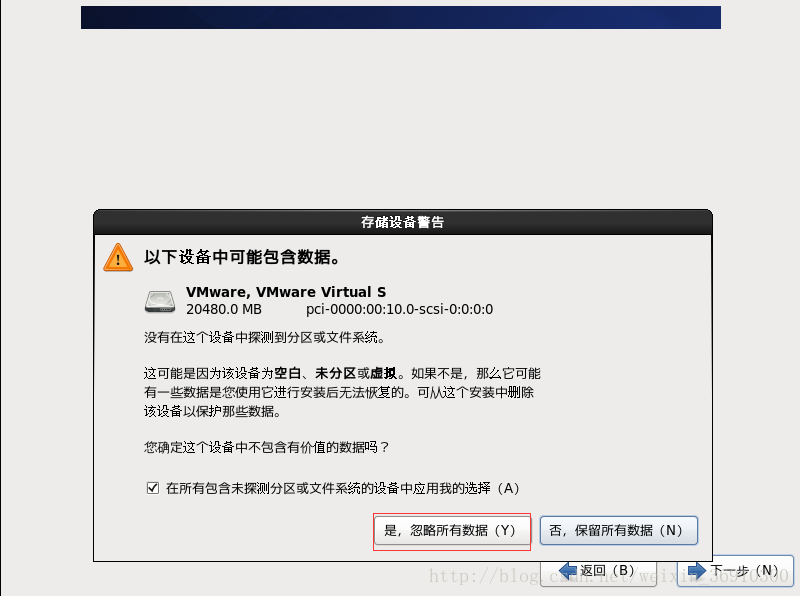 存储设备警告
以下设备中可能包含数据。
VMware, VMware Virtual S
20480.0 MB pci-0000:00:10.0-scsi-0:0:0:0
没有在这个设备中探测到分区或文件系统。
这可能是因为该设备为空白、未分区或虚拟。如果不是，那么它可能
有一些数据是您使用它进行安装后无法恢复的。可从这个安装中删除
该设备以保护那些数据。
您确定这个设备中不包含有价值的数据吗？
在所有包含未探测分区或文件系统的设备中应用我的选择（A）
是，忽略所有数据（Y） 否，保留所有数据（N）
返回（B） 下一步（N）